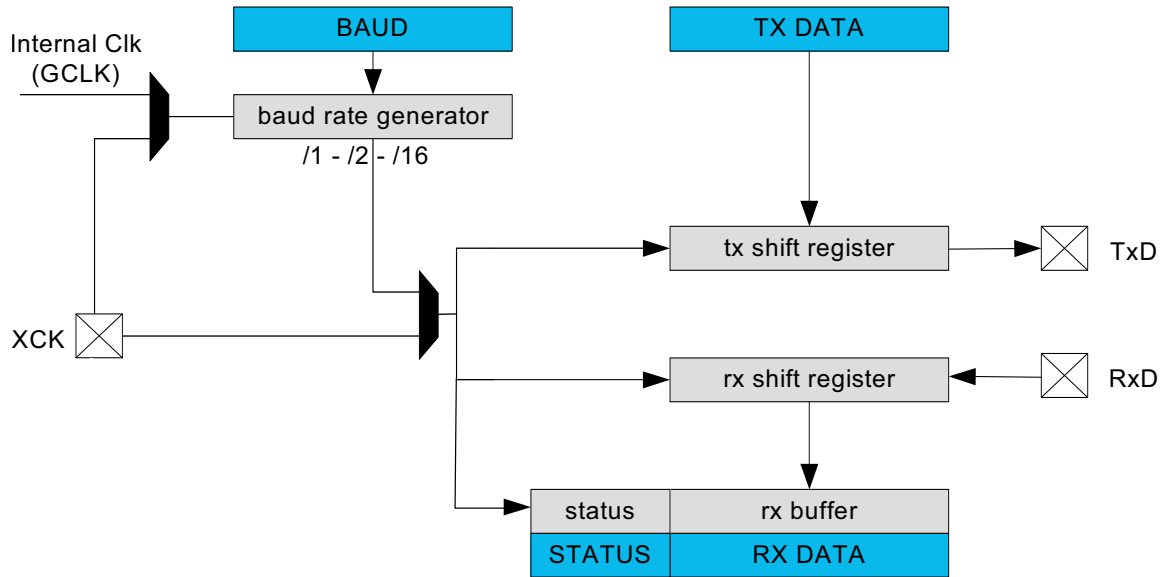 BAUD
TX DATA
Internal Clk
(GCLK)
baud rate generator
/1 - /2 - /16
tx shift register
TxD
XCK
rx shift register
RxD
status
rx buffer
STATUS
RX DATA